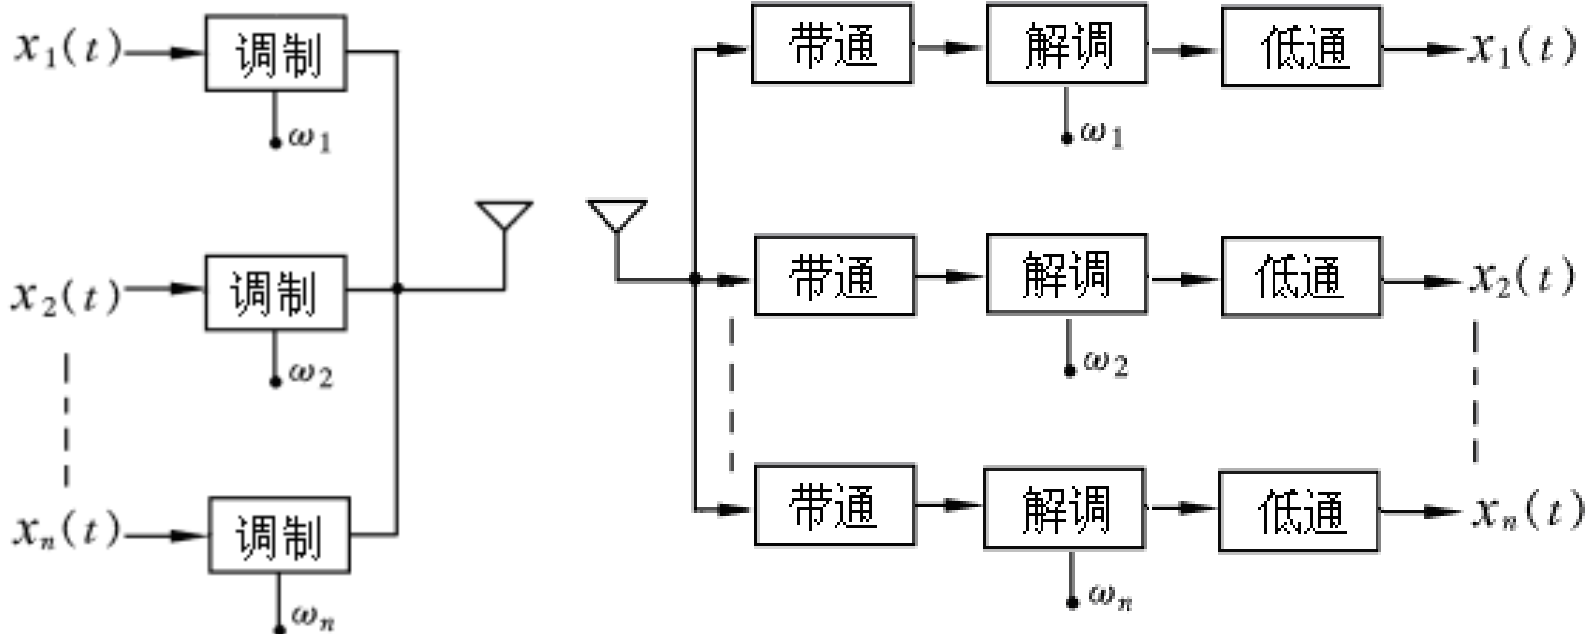 x₁(t) 调制 带通 解调 低通 x₁(t)
ω₁ ω₁
x₂(t) 调制 带通 解调 低通 x₂(t)
ω₂ ω₂
xₙ(t) 调制 带通 解调 低通 xₙ(t)
ωₙ ωₙ